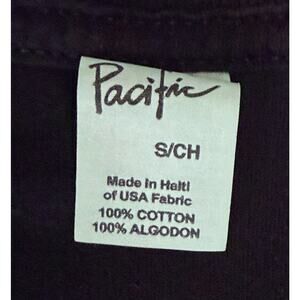 Pacific
S/CH
Made in Haiti
of USA Fabric
100% COTTON
100% ALGODON